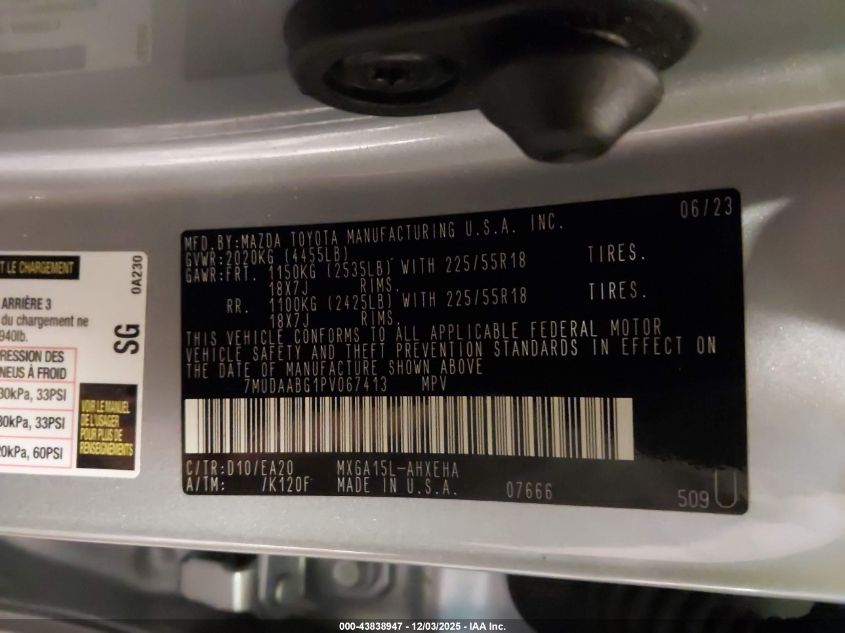 T LE CHARGEMENT
0A230
ARRIÈRE 3
du chargement ne
940lb.
SG
PRESSION DES
PNEUS À FROID
30kPa, 33PSI
30kPa, 33PSI
20kPa, 60PSI
VOIR LE MANUEL
DE L'USAGER
POUR PLUS DE
RENSEIGNEMENTS
06/23
MFD.BY:MAZDA TOYOTA MANUFACTURING U.S.A. INC.
GVWR:2020KG (4455LB)
GAWR:FRT. 1150KG (2535LB) WITH 225/55R18 TIRES.
18X7J RIMS.
RR. 1100KG (2425LB) WITH 225/55R18 TIRES.
18X7J RIMS.
THIS VEHICLE CONFORMS TO ALL APPLICABLE FEDERAL MOTOR
VEHICLE SAFETY AND THEFT PREVENTION STANDARDS IN EFFECT ON
THE DATE OF MANUFACTURE SHOWN ABOVE
7MUDAABG1PV067413 MPV
C/TR:D10/EA20 MXGA15L-AHXEHA
A/TM: /K120F MADE IN U.S.A. 07666 509 U
000-43838947 - 12/03/2025 - IAA Inc.